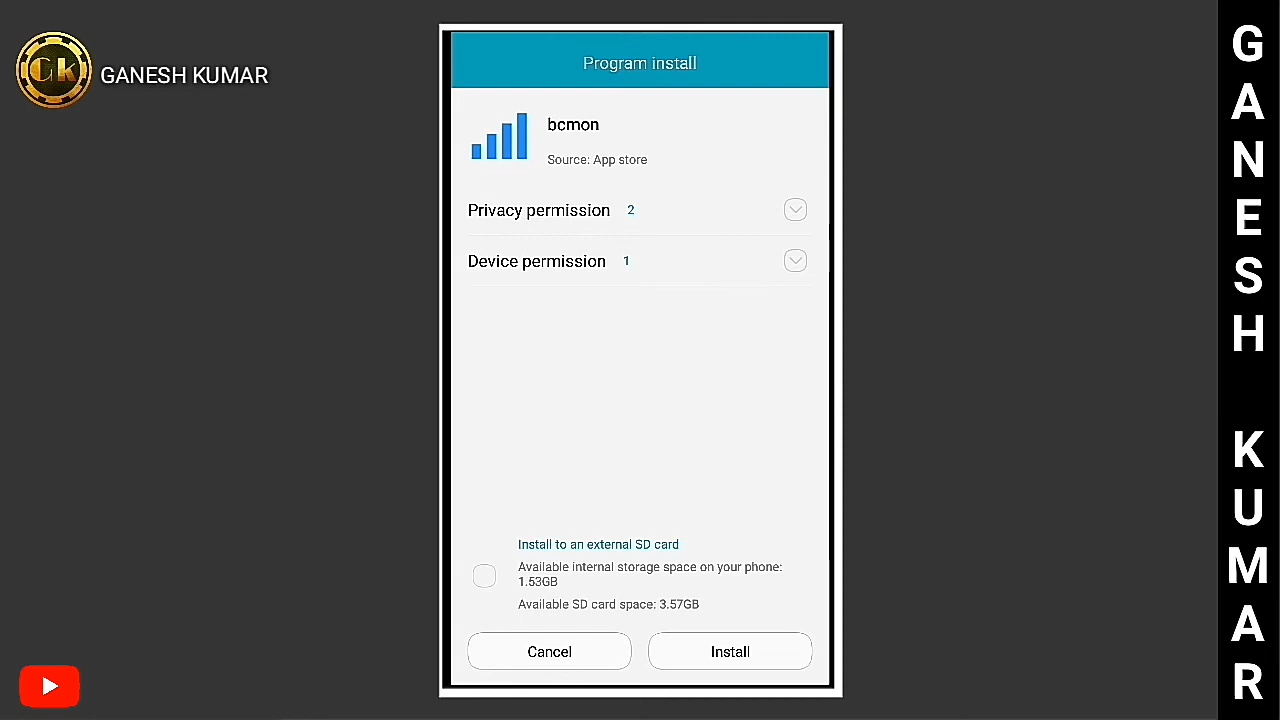 GK
GANESH KUMAR
Program install
bcmon
Source: App store
Privacy permission 2
Device permission 1
Install to an external SD card
Available internal storage space on your phone:
1.53GB
Available SD card space: 3.57GB
Cancel
Install
GANESH KUMAR